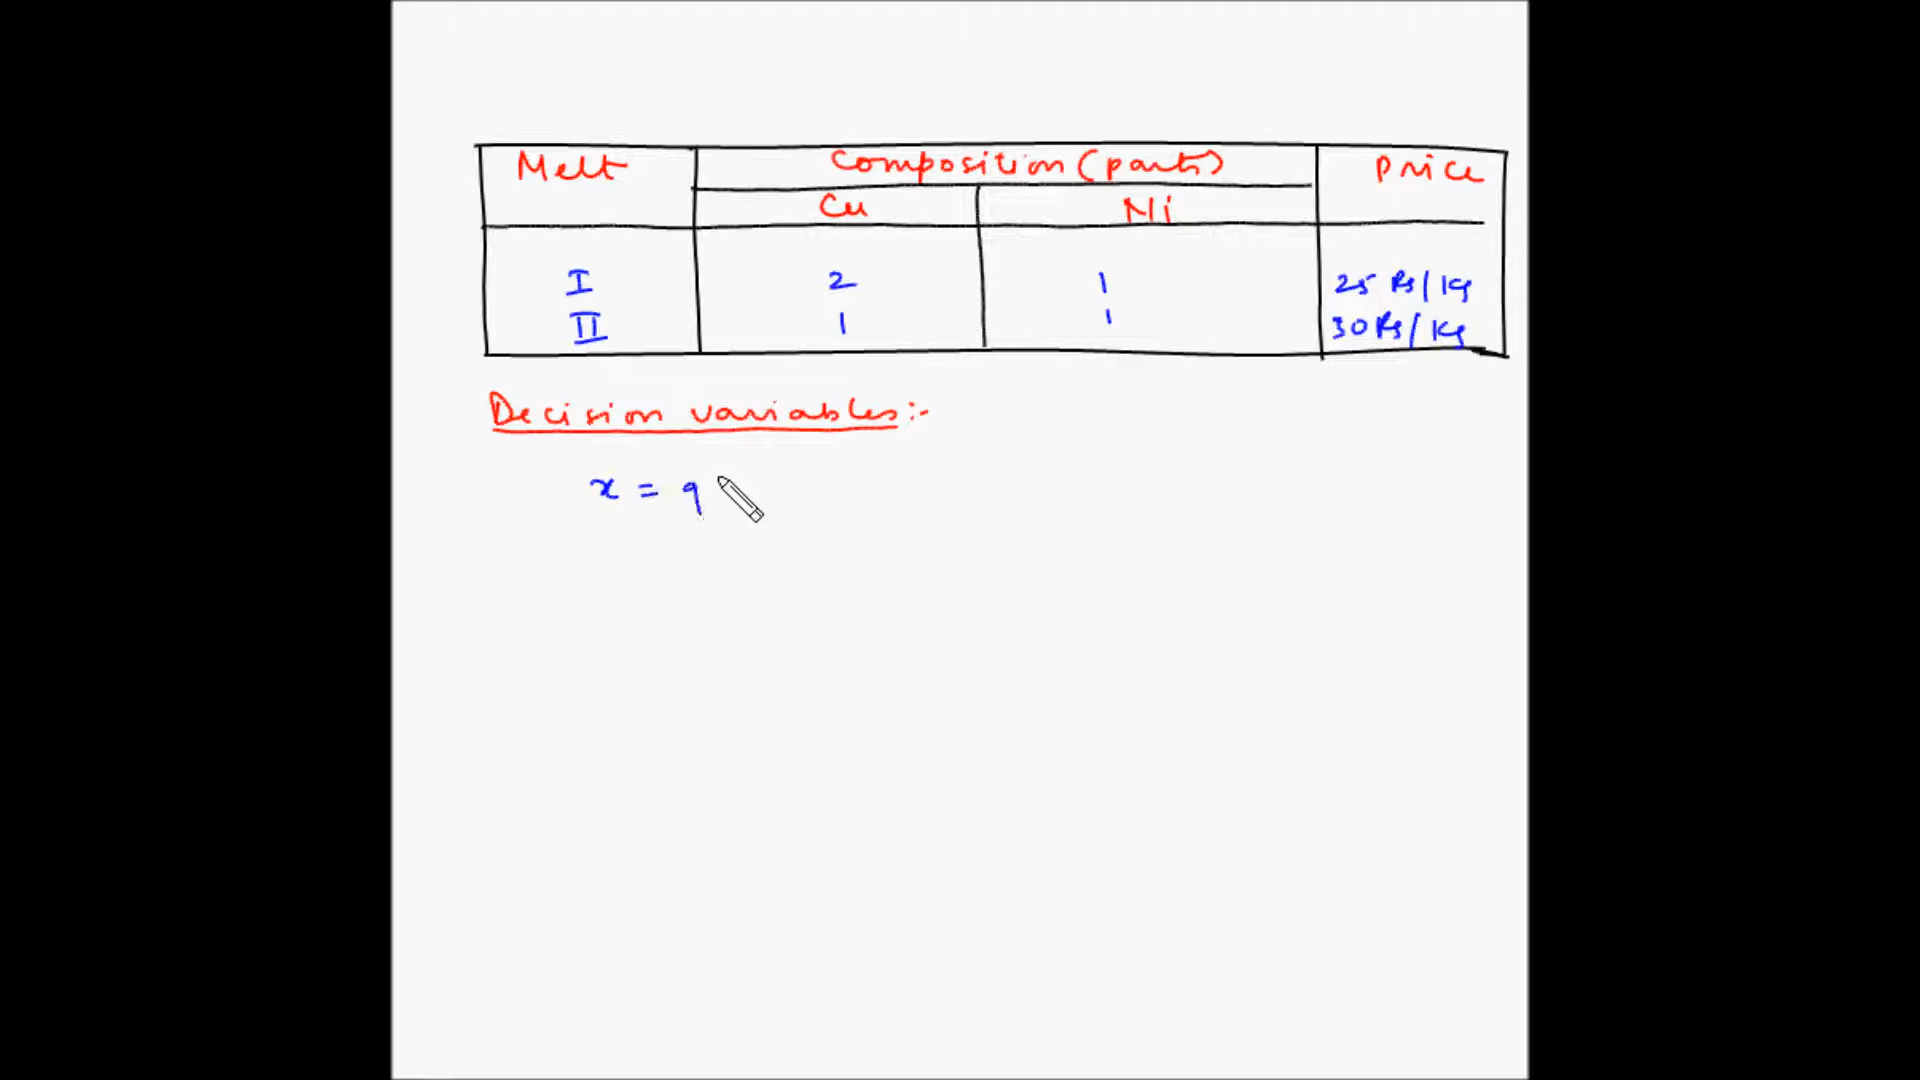 Melt Composition (parts) Price
Cu Ni
I 2 1 25 Rs/Kg
II 1 1 30 Rs/Kg
Decision variables:-
x = q